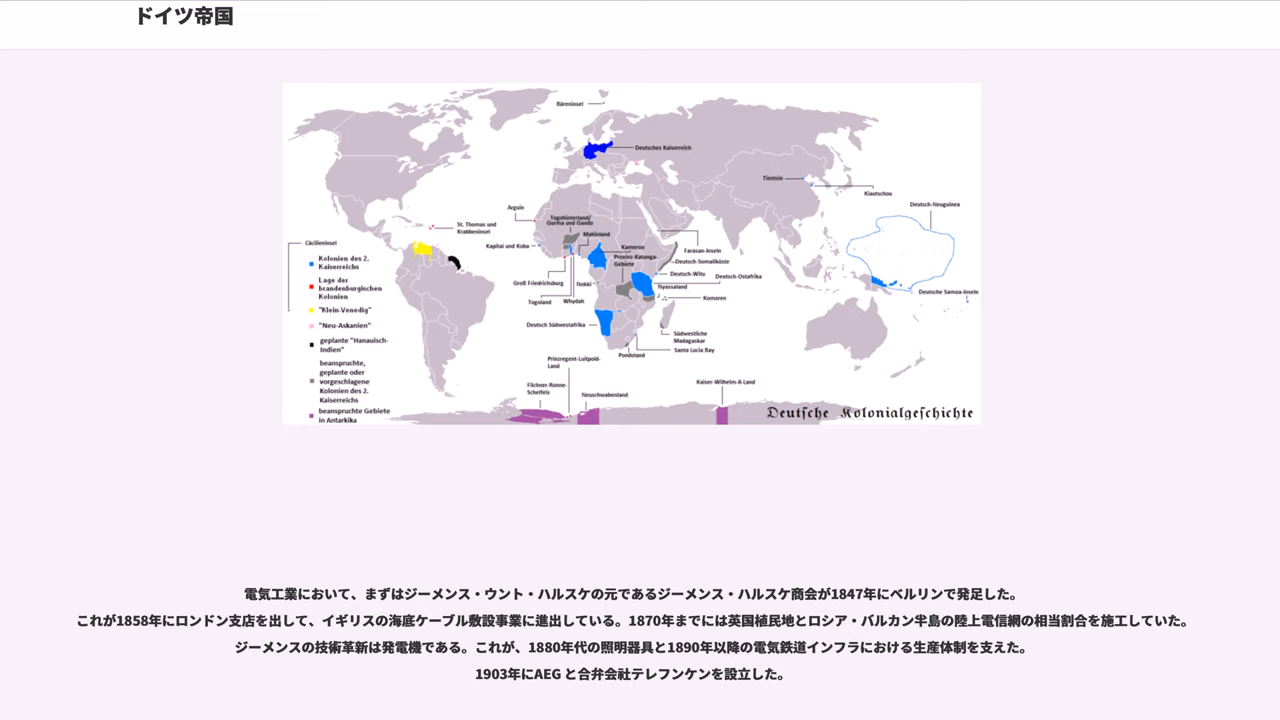 ドイツ帝国
Bäreninsel
Deutsches Kaiserreich
Tientsin
Kiautschou
Deutsch-Neuguinea
Arguin
St. Thomas und
Krabbeninsel
Togohinterland/
Gurma und Gando
Mahinland
Kapitaï und Koba
Kamerun
Farasan-Inseln
Cäcilieninsel
Provinz-Katanga-
Gebiete
Deutsch-Somaliküste
Deutsch-Witu
Deutsch-Ostafrika
Groß Friedrichsburg
Nokki
Nyassaland
Deutsche Samoa-Inseln
Togoland
Whydah
Komoren
Deutsch Südwestafrika
Südwestliche
Madagaskar
Santa Lucia Bay
Pondoland
Prinzregent-Luitpold-
Land
Filchner-Ronne-
Schelfeis
Neuschwabenland
Kaiser-Wilhelm-II-Land
Kolonien des 2.
Kaiserreichs
Lage der
brandenburgischen
Kolonien
"Klein-Venedig"
"Neu-Askanien"
geplante "Hanauisch-
Indien"
beanspruchte,
geplante oder
vorgeschlagene
Kolonien des 2.
Kaiserreichs
beanspruchte Gebiete
in Antarkika
Deutsche Kolonialgeschichte
電気工業において、まずはジーメンス・ウント・ハルスケの元であるジーメンス・ハルスケ商会が1847年にベルリンで発足した。
これが1858年にロンドン支店を出して、イギリスの海底ケーブル敷設事業に進出している。1870年までには英国植民地とロシア・バルカン半島の陸上電信網の相当割合を施工していた。
ジーメンスの技術革新は発電機である。これが、1880年代の照明器具と1890年以降の電気鉄道インフラにおける生産体制を支えた。
1903年にAEG と合弁会社テレフンケンを設立した。